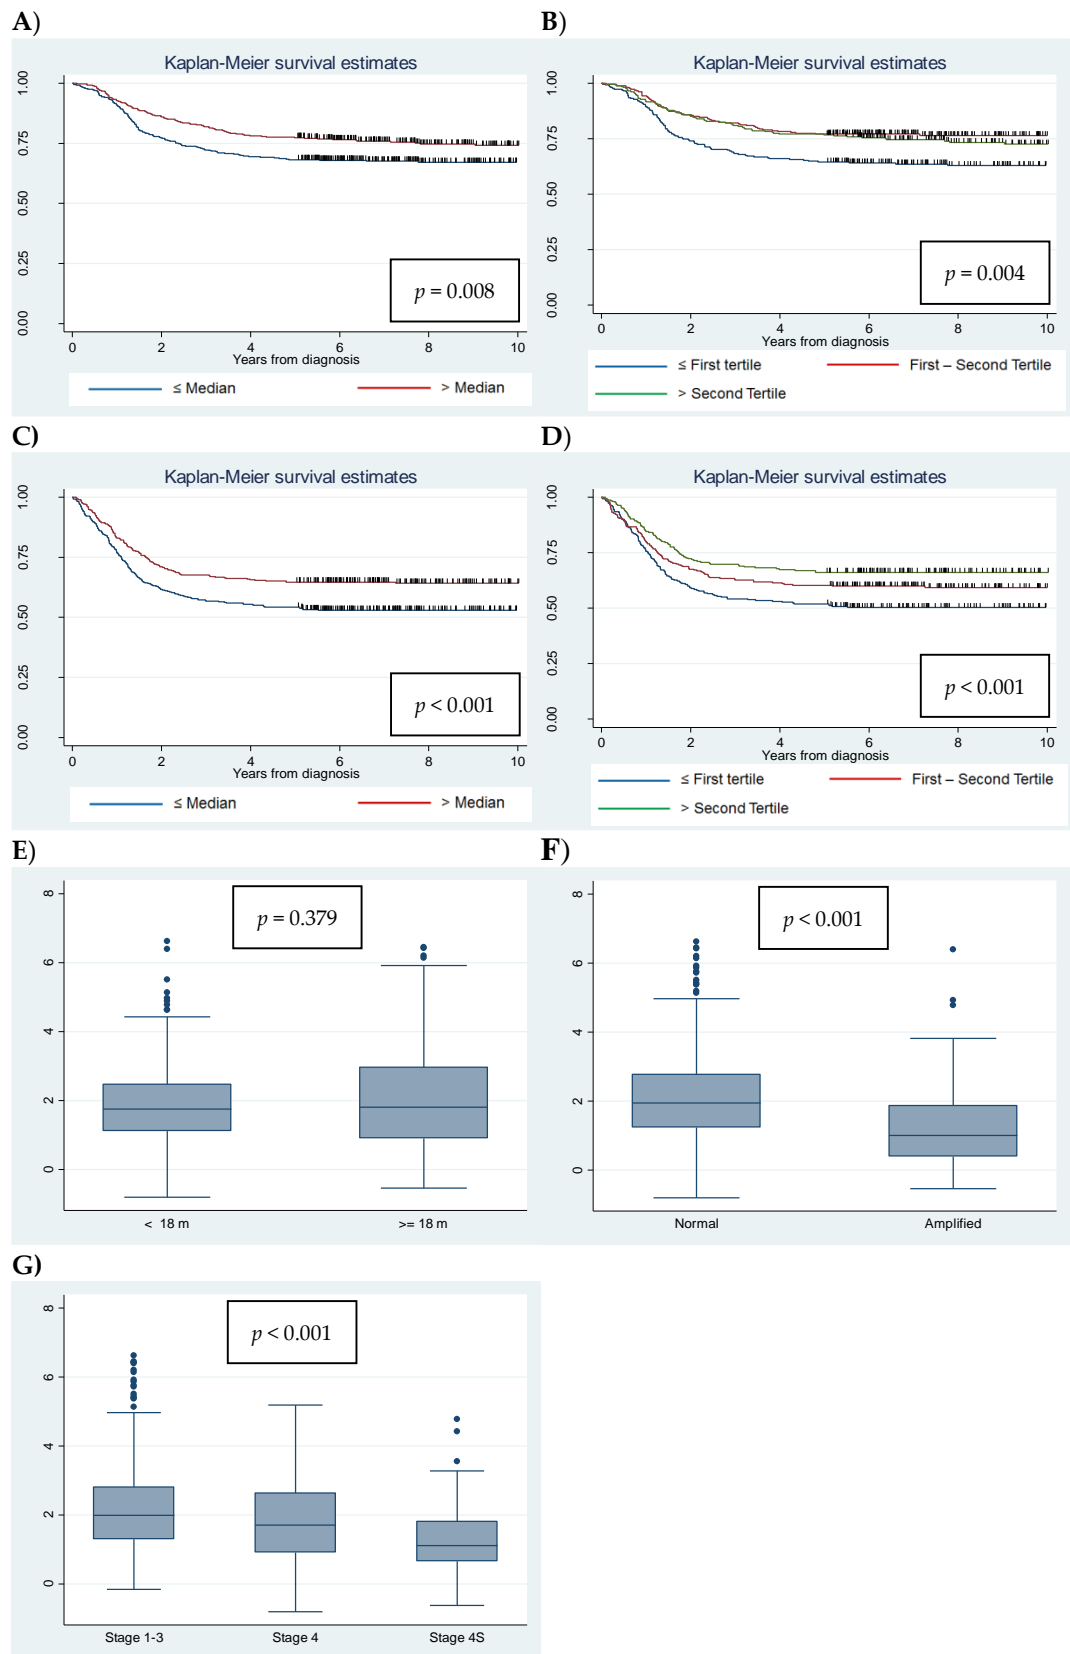 A)
Kaplan-Meier survival estimates
1.00
0.75
0.50
0.25
0.00
p = 0.008
0 2 4 6 8 10
Years from diagnosis
≤ Median > Median
B)
Kaplan-Meier survival estimates
1.00
0.75
0.50
0.25
0.00
p = 0.004
0 2 4 6 8 10
Years from diagnosis
≤ First tertile First – Second Tertile
> Second Tertile
C)
Kaplan-Meier survival estimates
1.00
0.75
0.50
0.25
0.00
p < 0.001
0 2 4 6 8 10
Years from diagnosis
≤ Median > Median
D)
Kaplan-Meier survival estimates
1.00
0.75
0.50
0.25
0.00
p < 0.001
0 2 4 6 8 10
Years from diagnosis
≤ First tertile First – Second Tertile
> Second Tertile
E)
p = 0.379
8
6
4
2
0
< 18 m >= 18 m
F)
p < 0.001
8
6
4
2
0
Normal Amplified
G)
p < 0.001
8
6
4
2
0
Stage 1-3 Stage 4 Stage 4S